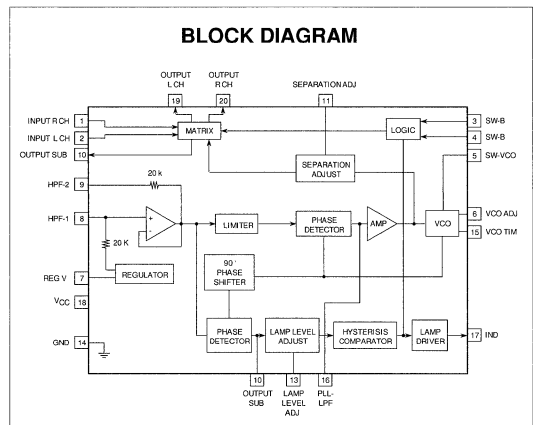 BLOCK DIAGRAM
OUTPUT
L CH
OUTPUT
R CH
SEPARATION ADJ
19
20
11
INPUT R CH
1
INPUT L CH
2
OUTPUT SUB
10
MATRIX
LOGIC
3
SW-B
4
SW-B
5
SW-VCO
SEPARATION
ADJUST
HPF-2
9
20 k
HPF-1
8
+
-
20 K
LIMITER
PHASE
DETECTOR
AMP
VCO
6
VCO ADJ
15
VCO TIM
REG V
7
REGULATOR
90°
PHASE
SHIFTER
VCC
18
GND
14
PHASE
DETECTOR
LAMP LEVEL
ADJUST
HYSTERISIS
COMPARATOR
LAMP
DRIVER
17
IND
10
13
16
OUTPUT
SUB
LAMP
LEVEL
ADJ
PLL-
LPF